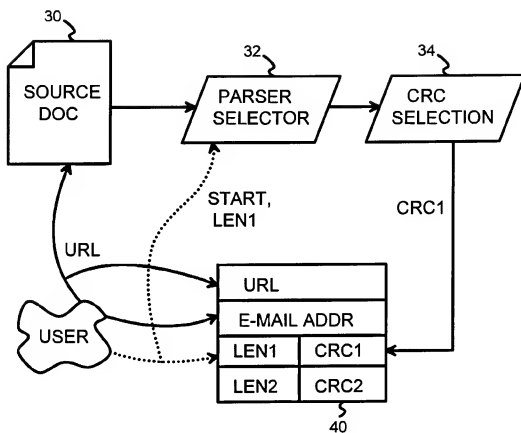 30
SOURCE
DOC
32
PARSER
SELECTOR
34
CRC
SELECTION
START,
LEN1
CRC1
URL
USER
URL
E-MAIL ADDR
LEN1 CRC1
LEN2 CRC2
40